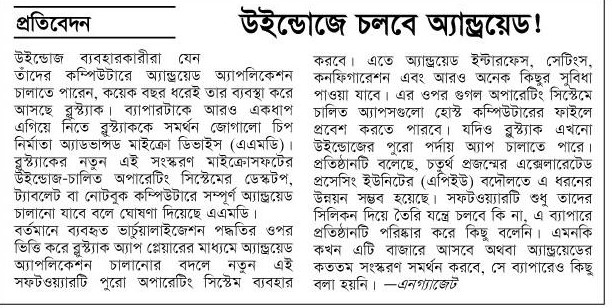 প্রতিবেদন
উইন্ডোজে চলবে অ্যান্ড্রয়েড!
উইন্ডোজ ব্যবহারকারীরা যেন
তাঁদের কম্পিউটারে অ্যান্ড্রয়েড অ্যাপলিকেশন
চালাতে পারেন, কয়েক বছর ধরেই তার ব্যবস্থা করে
আসছে ব্লুস্ট্যাক। ব্যাপারটাকে আরও একধাপ
এগিয়ে নিতে ব্লুস্ট্যাককে সমর্থন জোগালো চিপ
নির্মাতা অ্যাডভান্সড মাইক্রো ডিভাইস (এএমডি)।
ব্লুস্ট্যাকের নতুন এই সংস্করণ মাইক্রোসফটের
উইন্ডোজ-চালিত অপারেটিং সিস্টেমের ডেস্কটপ,
ট্যাবলেট বা নোটবুক কম্পিউটারে সম্পূর্ণ অ্যান্ড্রয়েড
চালানো যাবে বলে ঘোষণা দিয়েছে এএমডি।
বর্তমানে ব্যবহৃত ভার্চুয়ালাইজেশন পদ্ধতির ওপর
ভিত্তি করে ব্লুস্ট্যাক অ্যাপ প্লেয়ারের মাধ্যমে অ্যান্ড্রয়েড
অ্যাপলিকেশন চালানোর বদলে নতুন এই
সফটওয়্যারটি পুরো অপারেটিং সিস্টেম ব্যবহার
করবে। এতে অ্যান্ড্রয়েড ইন্টারফেস, সেটিংস,
কনফিগারেশন এবং আরও অনেক কিছুর সুবিধা
পাওয়া যাবে। এর ওপর গুগল অপারেটিং সিস্টেমে
চালিত অ্যাপসগুলো হোস্ট কম্পিউটারের ফাইলে
প্রবেশ করতে পারবে। যদিও ব্লুস্ট্যাক এখনো
উইন্ডোজের পুরো পর্দায় অ্যাপ চালাতে পারে।
প্রতিষ্ঠানটি বলেছে, চতুর্থ প্রজন্মের এক্সেলারেটেড
প্রসেসিং ইউনিটের (এপিইউ) বদৌলতে এ ধরনের
উন্নয়ন সম্ভব হয়েছে। সফটওয়্যারটি শুধু তাদের
সিলিকন দিয়ে তৈরি যন্ত্রে চলবে কি না, এ ব্যাপারে
প্রতিষ্ঠানটি পরিষ্কার করে কিছু বলেনি। এমনকি
কখন এটি বাজারে আসবে অথবা অ্যান্ড্রয়েডের
কততম সংস্করণ সমর্থন করবে, সে ব্যাপারেও কিছু
বলা হয়নি। —এনগ্যাজেট